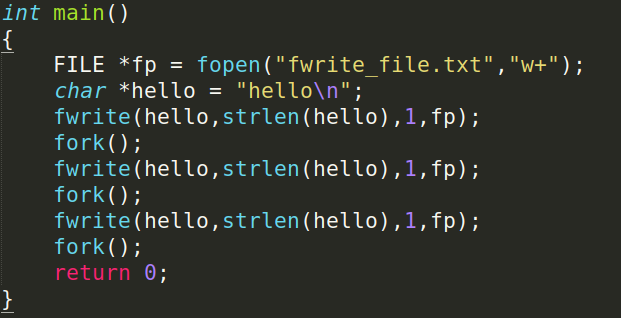 int main()
{
    FILE *fp = fopen("fwrite_file.txt","w+");
    char *hello = "hello\n";
    fwrite(hello,strlen(hello),1,fp);
    fork();
    fwrite(hello,strlen(hello),1,fp);
    fork();
    fwrite(hello,strlen(hello),1,fp);
    fork();
    return 0;
}